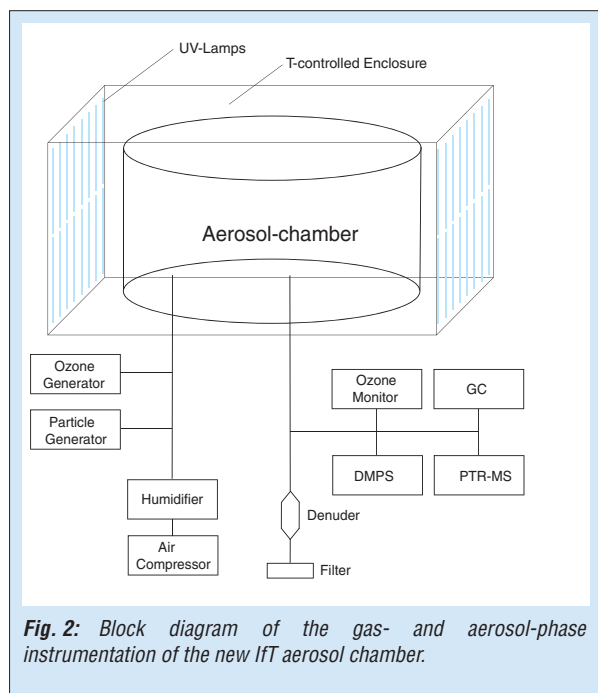 UV-Lamps
T-controlled Enclosure
Aerosol-chamber
Ozone
Generator
Particle
Generator
Humidifier
Air
Compressor
Ozone
Monitor
GC
DMPS
PTR-MS
Denuder
Filter
Fig. 2: Block diagram of the gas- and aerosol-phase
instrumentation of the new IfT aerosol chamber.